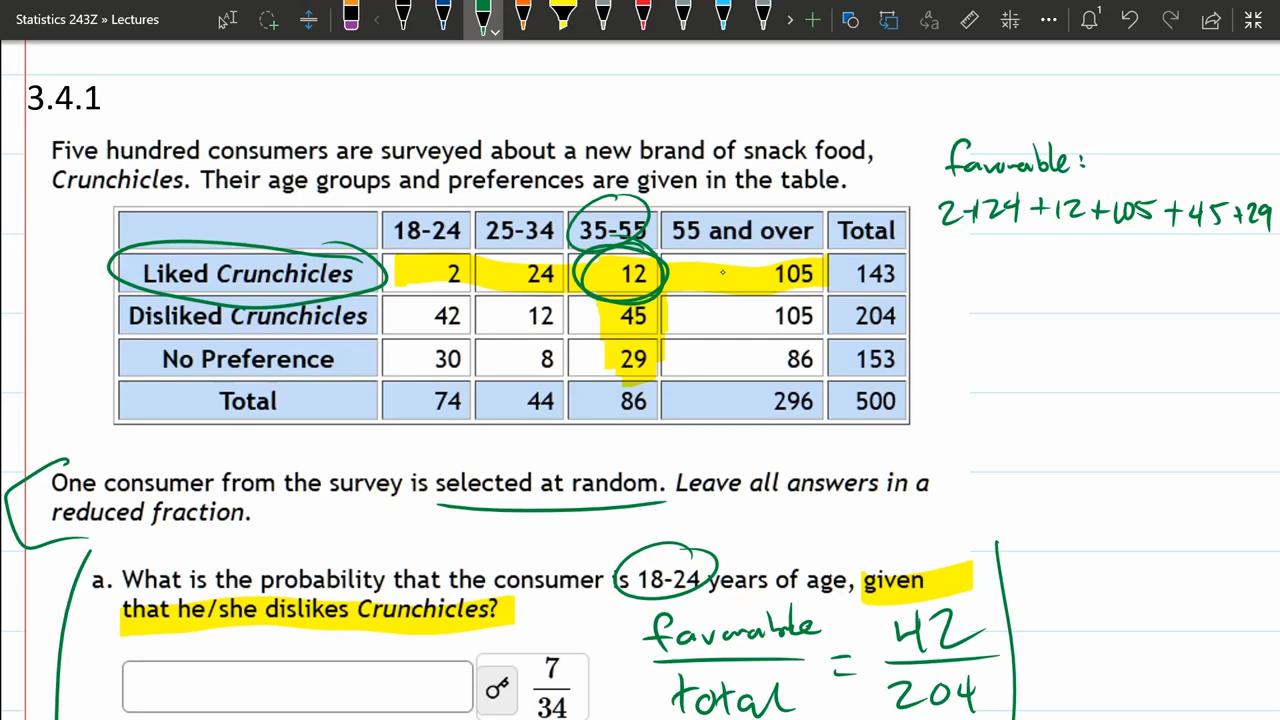 Statistics 243Z » Lectures
3.4.1
Five hundred consumers are surveyed about a new brand of snack food,
Crunchicles. Their age groups and preferences are given in the table.
favorable:
2+24+12+105+45+29
18-24 25-34 35-55 55 and over Total
Liked Crunchicles 2 24 12 105 143
Disliked Crunchicles 42 12 45 105 204
No Preference 30 8 29 86 153
Total 74 44 86 296 500
One consumer from the survey is selected at random. Leave all answers in a
reduced fraction.
a. What is the probability that the consumer is 18-24 years of age, given
that he/she dislikes Crunchicles?
favorable 42
=
total 204
7
34